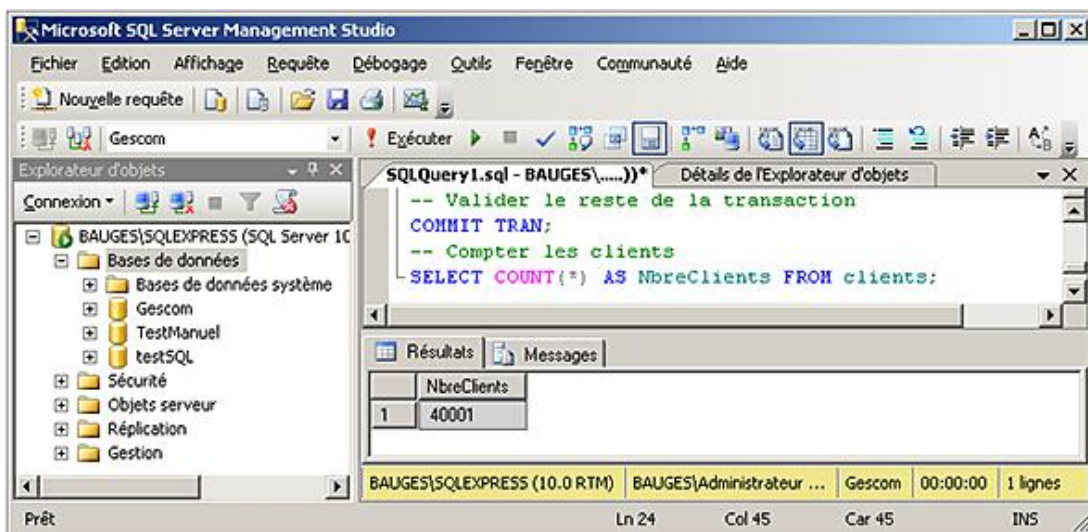 Microsoft SQL Server Management Studio
Fichier Edition Affichage Requête Débogage Outils Fenêtre Communauté Aide
Nouvelle requête
Gescom
Exécuter
Explorateur d'objets
Connexion
BAUGES\SQLEXPRESS (SQL Server 10
Bases de données
Bases de données système
Gescom
TestManuel
testSQL
Sécurité
Objets serveur
Réplication
Gestion
SQLQuery1.sql - BAUGES\.....))* Détails de l'Explorateur d'objets
-- Valider le reste de la transaction
COMMIT TRAN;
-- Compter les clients
SELECT COUNT(*) AS NbreClients FROM clients;
Résultats Messages
NbreClients
1 40001
BAUGES\SQLEXPRESS (10.0 RTM) BAUGES\Administrateur ... Gescom 00:00:00 1 lignes
Prêt Ln 24 Col 45 Car 45 INS